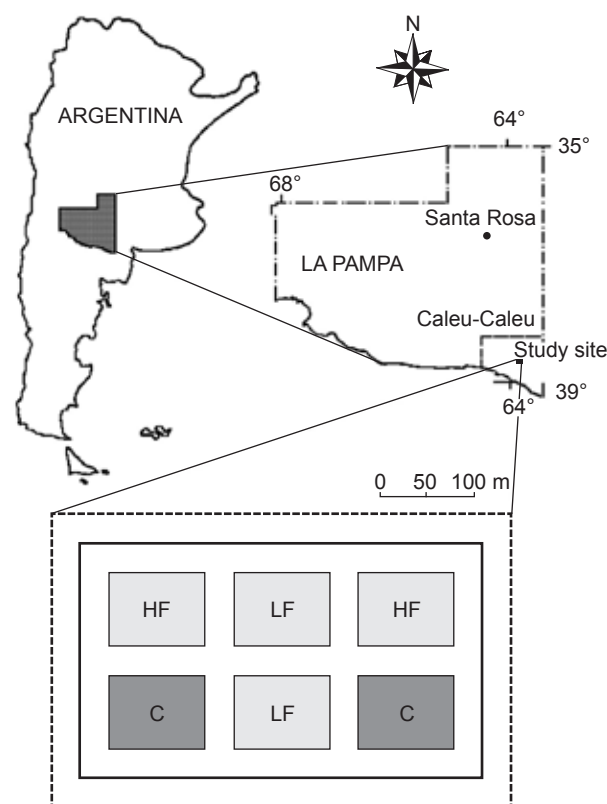 N
ARGENTINA
64°
35°
68°
Santa Rosa
LA PAMPA
Caleu-Caleu
Study site
39°
64°
0 50 100 m
HF LF HF
C LF C